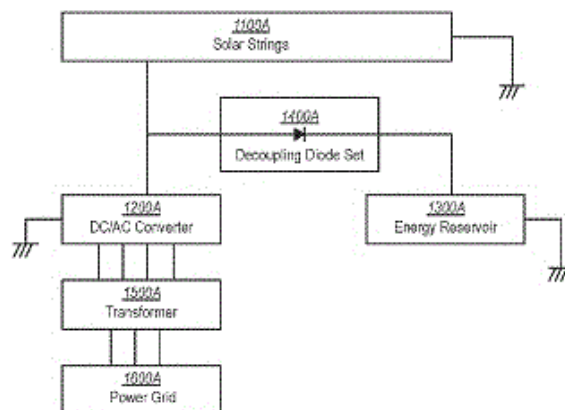 1100A
Solar Strings
1400A
Decoupling Diode Set
1200A
DC/AC Converter
1300A
Energy Reservoir
1500A
Transformer
1600A
Power Grid